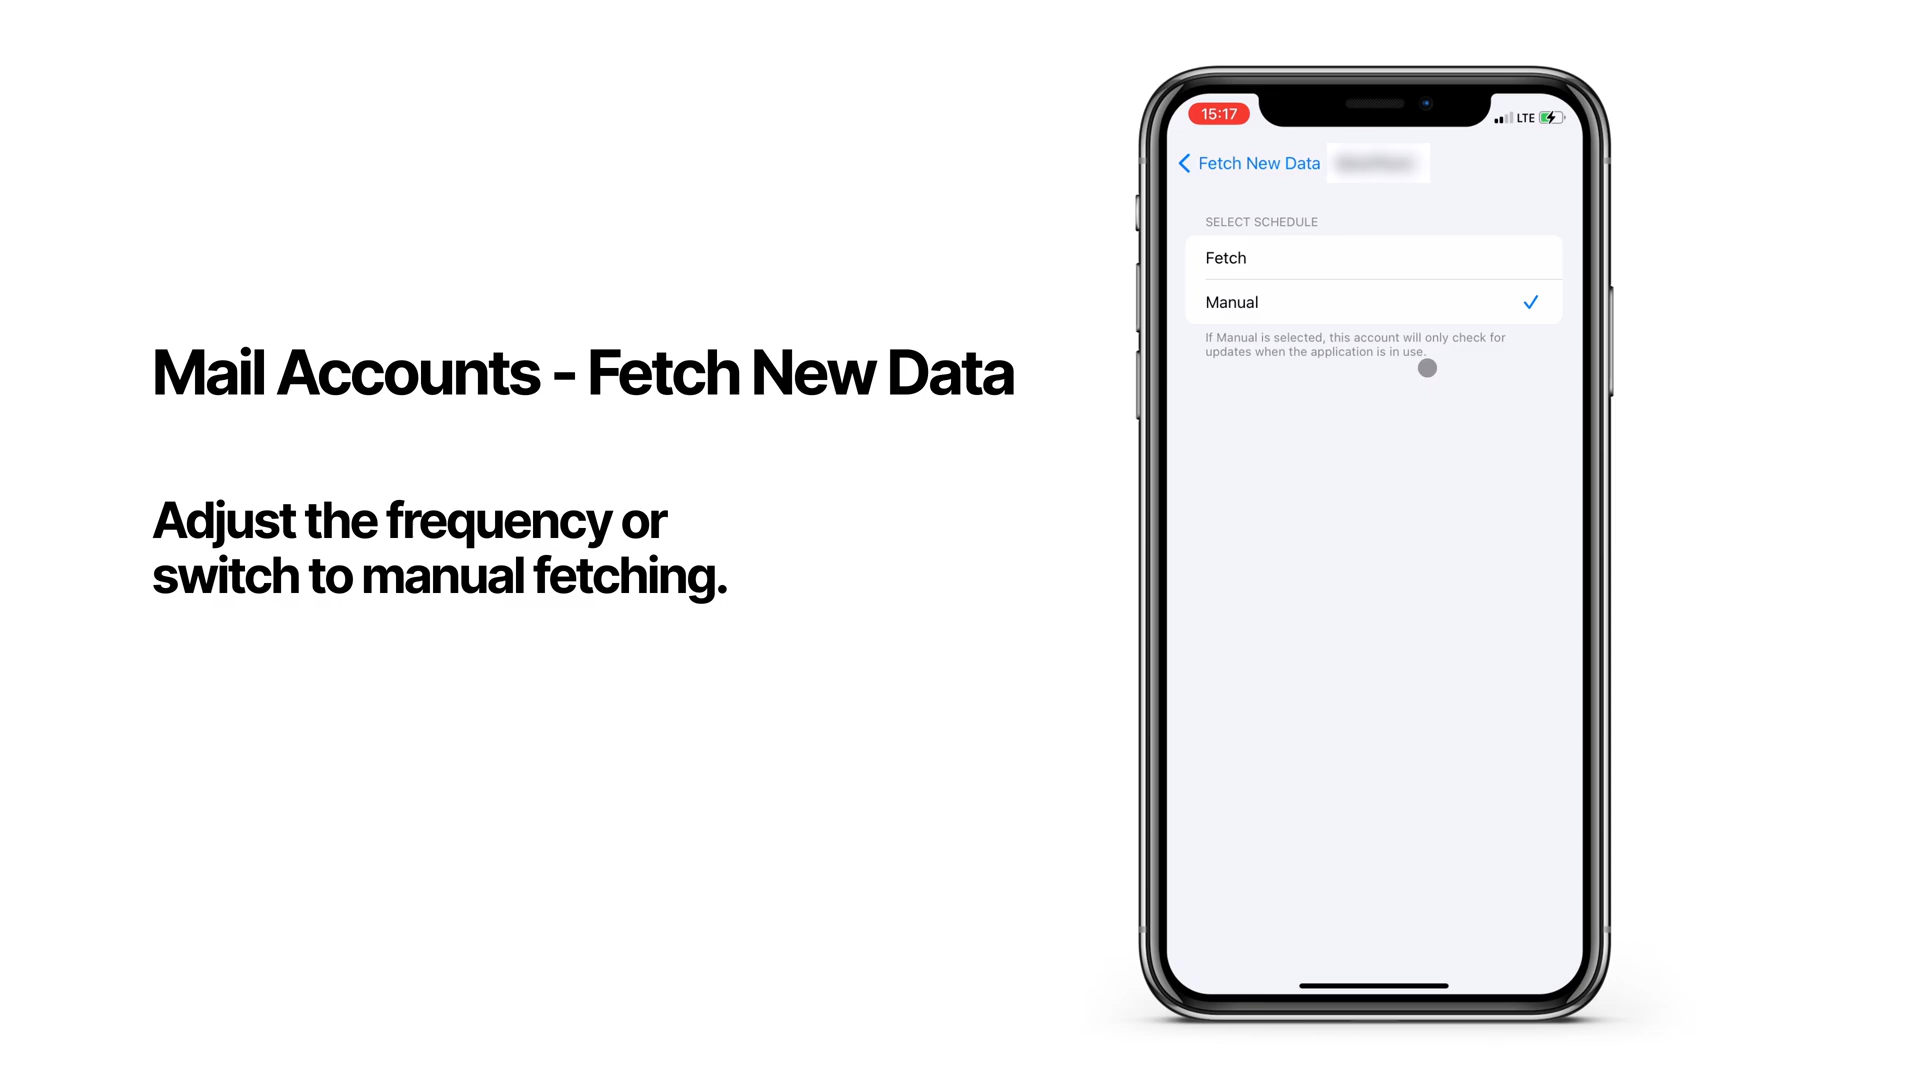 Mail Accounts - Fetch New Data
Adjust the frequency or
switch to manual fetching.
15:17
LTE
Fetch New Data
SELECT SCHEDULE
Fetch
Manual
If Manual is selected, this account will only check for
updates when the application is in use.